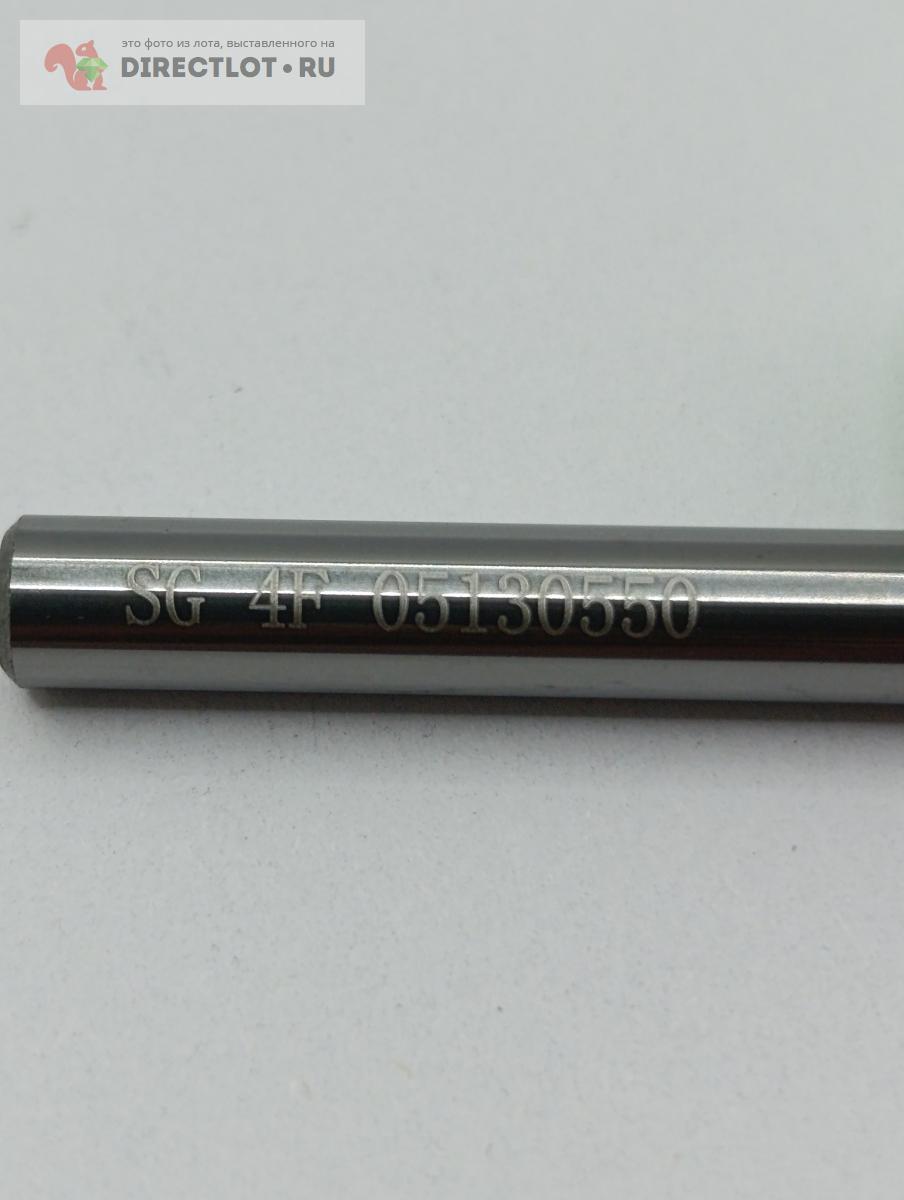 это фото из лота, выставленного на
DIRECTLOT•RU
SG 4F 05130550